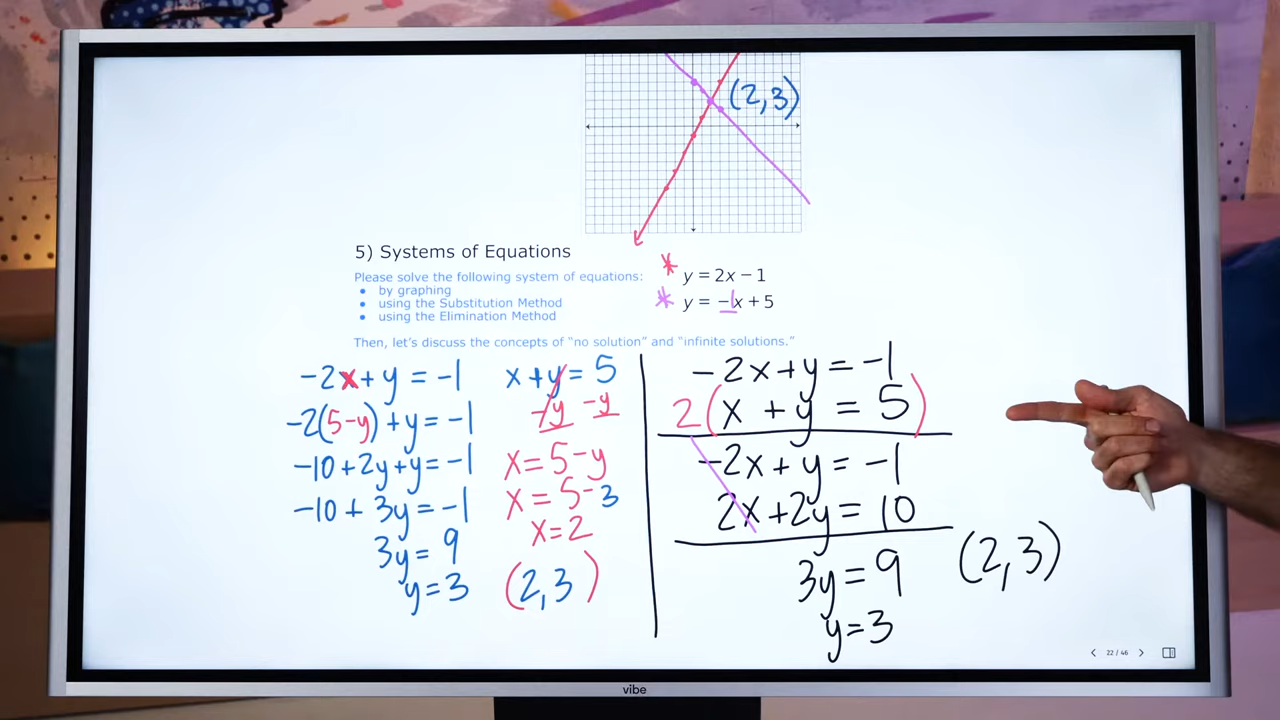 (2,3)
5) Systems of Equations
Please solve the following system of equations:
• by graphing
• using the Substitution Method
• using the Elimination Method
* y = 2x − 1
* y = −1x + 5
Then, let's discuss the concepts of "no solution" and "infinite solutions."
-2x+y = -1
-2(5-y)+y=-1
-10+2y+y=-1
-10+3y=-1
3y=9
y=3
x+y=5
-y -y
x=5-y
x=5-3
x=2
(2,3)
-2x+y=-1
2(x+y=5)
-2x+y=-1
2x+2y=10
3y=9
(2,3)
y=3
22 / 46
vibe